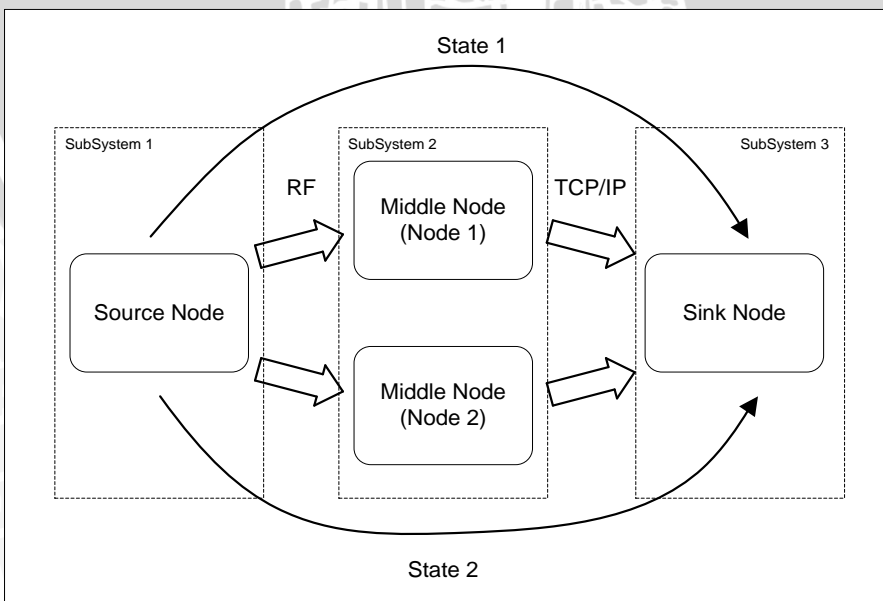 State 1
SubSystem 1
SubSystem 2
SubSystem 3
RF
TCP/IP
Middle Node
(Node 1)
Source Node
Sink Node
Middle Node
(Node 2)
State 2